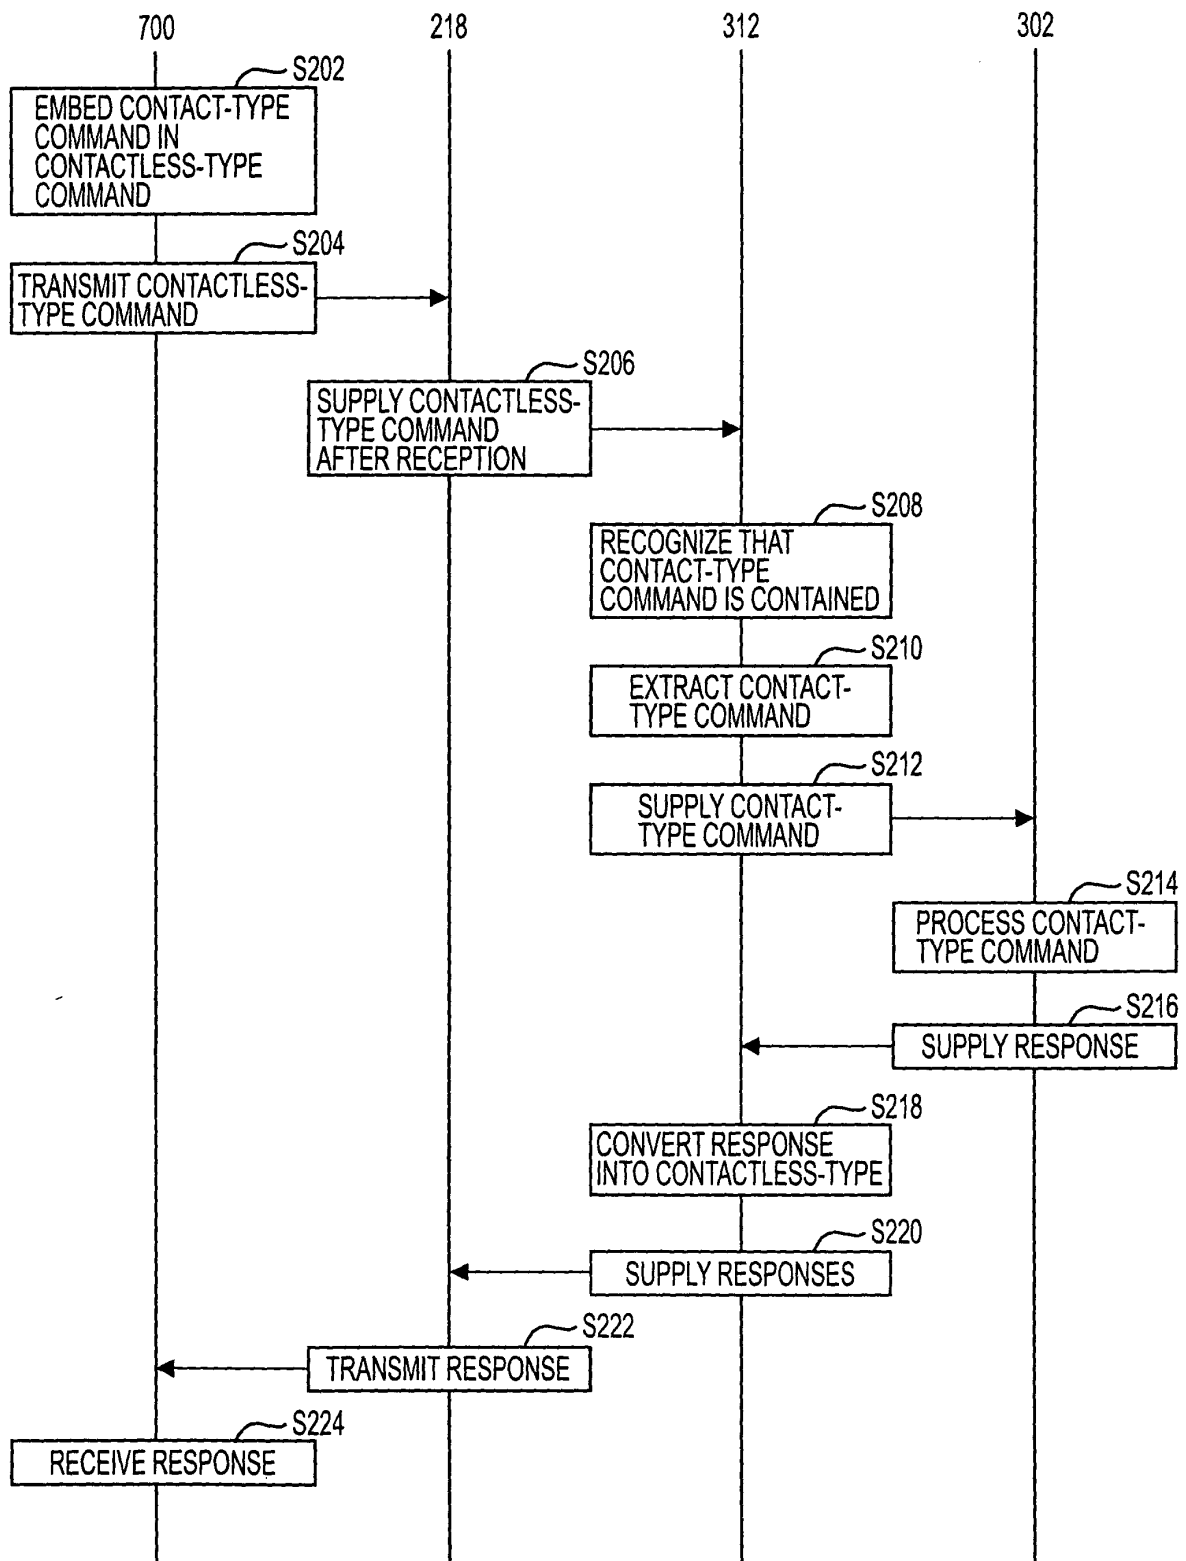 700 218 312 302
S202
EMBED CONTACT-TYPE
COMMAND IN
CONTACTLESS-TYPE
COMMAND
S204
TRANSMIT CONTACTLESS-
TYPE COMMAND
S206
SUPPLY CONTACTLESS-
TYPE COMMAND
AFTER RECEPTION
S208
RECOGNIZE THAT
CONTACT-TYPE
COMMAND IS CONTAINED
S210
EXTRACT CONTACT-
TYPE COMMAND
S212
SUPPLY CONTACT-
TYPE COMMAND
S214
PROCESS CONTACT-
TYPE COMMAND
S216
SUPPLY RESPONSE
S218
CONVERT RESPONSE
INTO CONTACTLESS-TYPE
S220
SUPPLY RESPONSES
S222
TRANSMIT RESPONSE
S224
RECEIVE RESPONSE